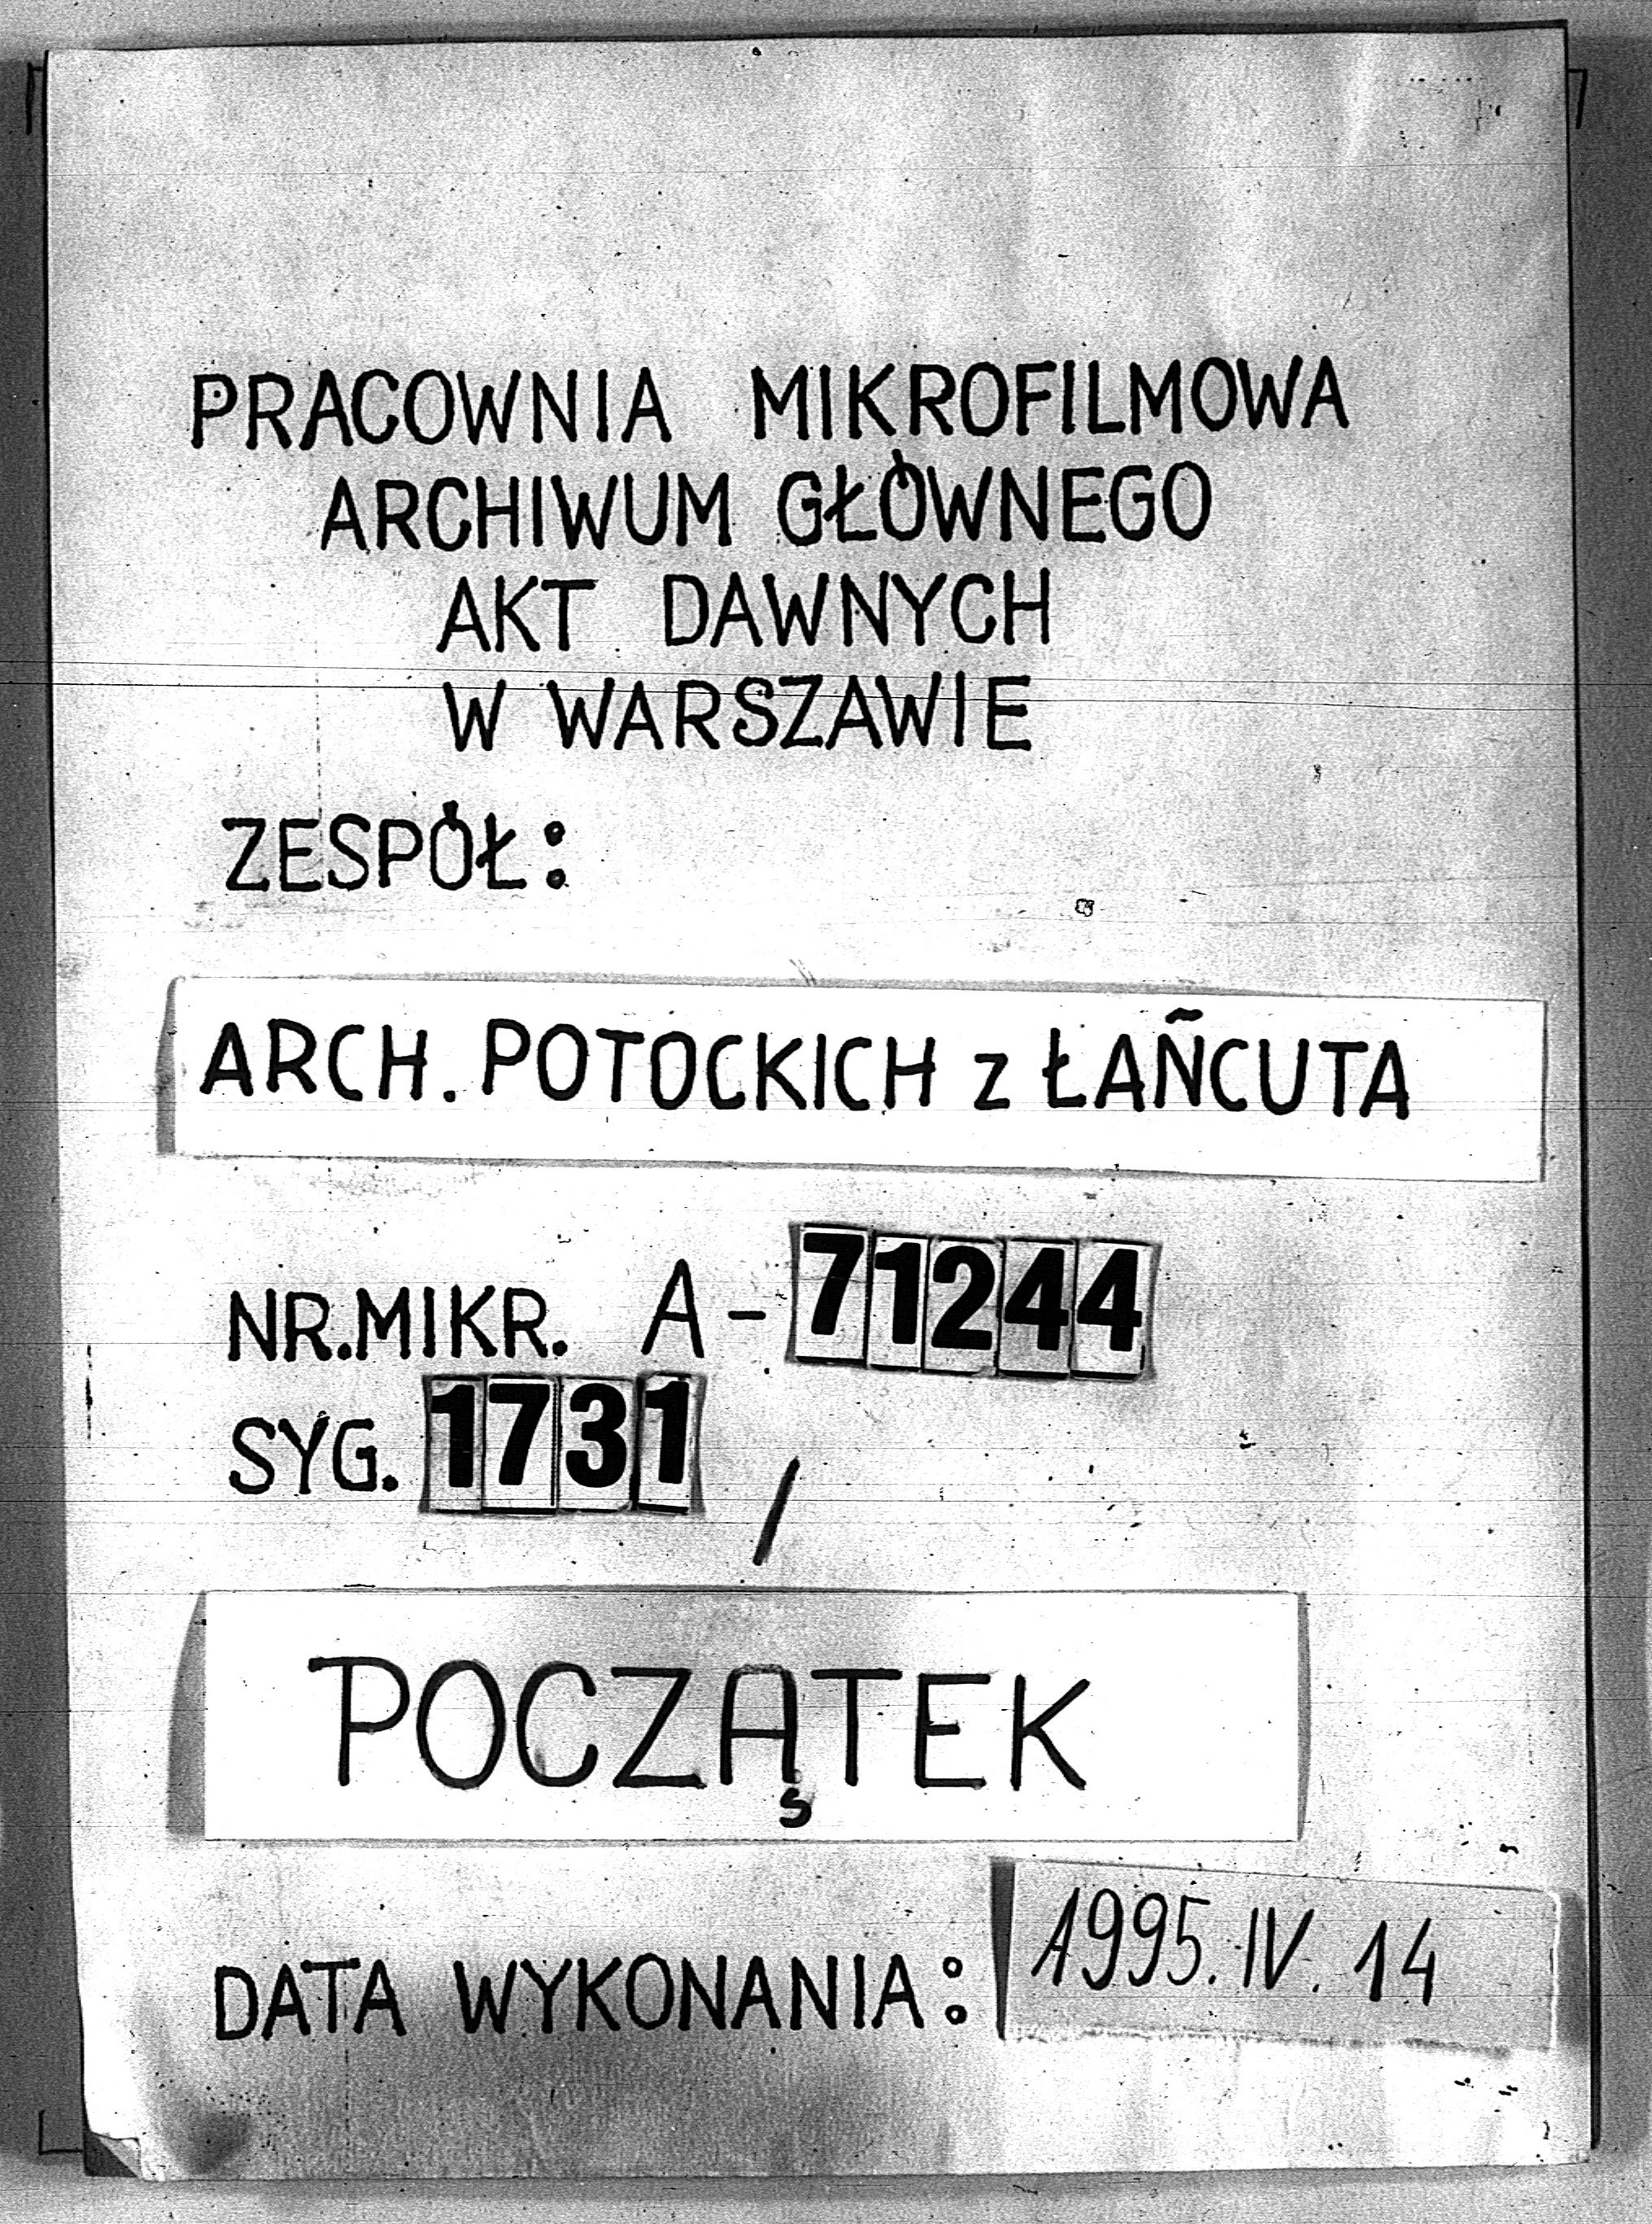 PRACOWNIA MIKROFILMOWA
ARCHIWUM GŁÓWNEGO
AKT DAWNYCH
W WARSZAWIE
ZESPÓŁ:
ARCH. POTOCKICH z ŁAŃCUTA
NR.MIKR. A-71244
SYG. 1731 /
POCZĄTEK
DATA WYKONANIA: 1995.IV.14